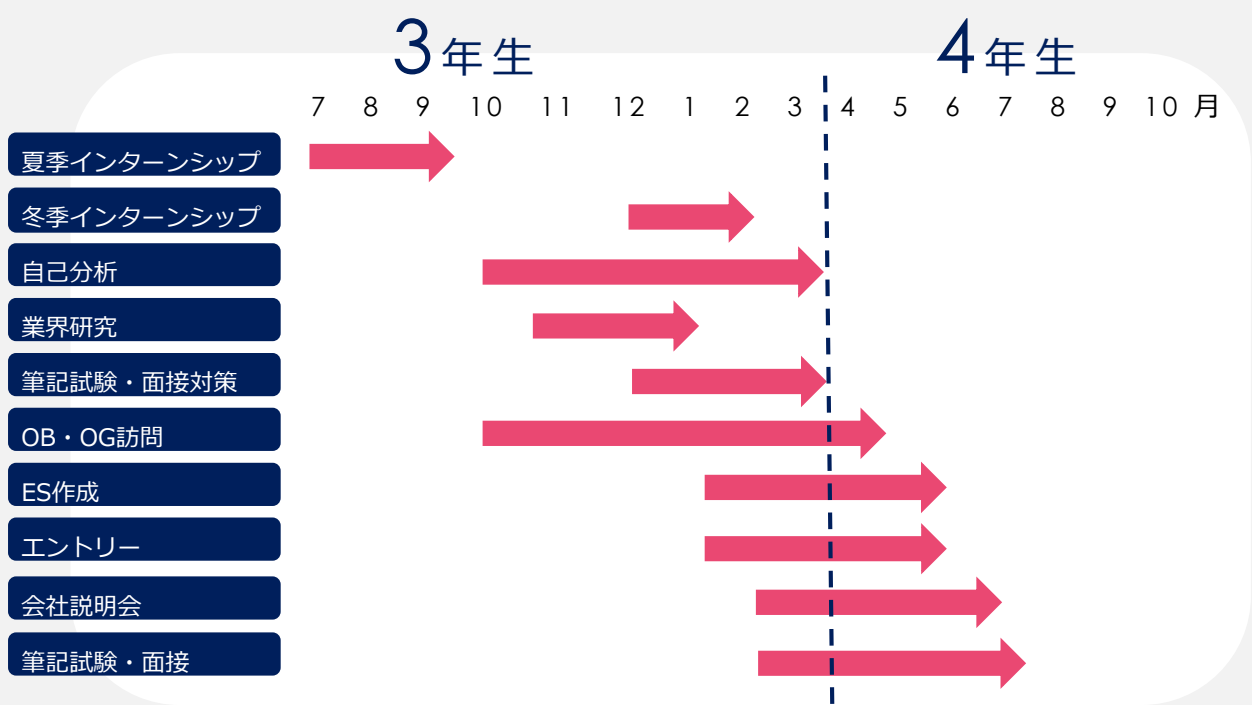 3年生 4年生
7 8 9 10 11 12 1 2 3 4 5 6 7 8 9 10 月
夏季インターンシップ
冬季インターンシップ
自己分析
業界研究
筆記試験・面接対策
OB・OG訪問
ES作成
エントリー
会社説明会
筆記試験・面接